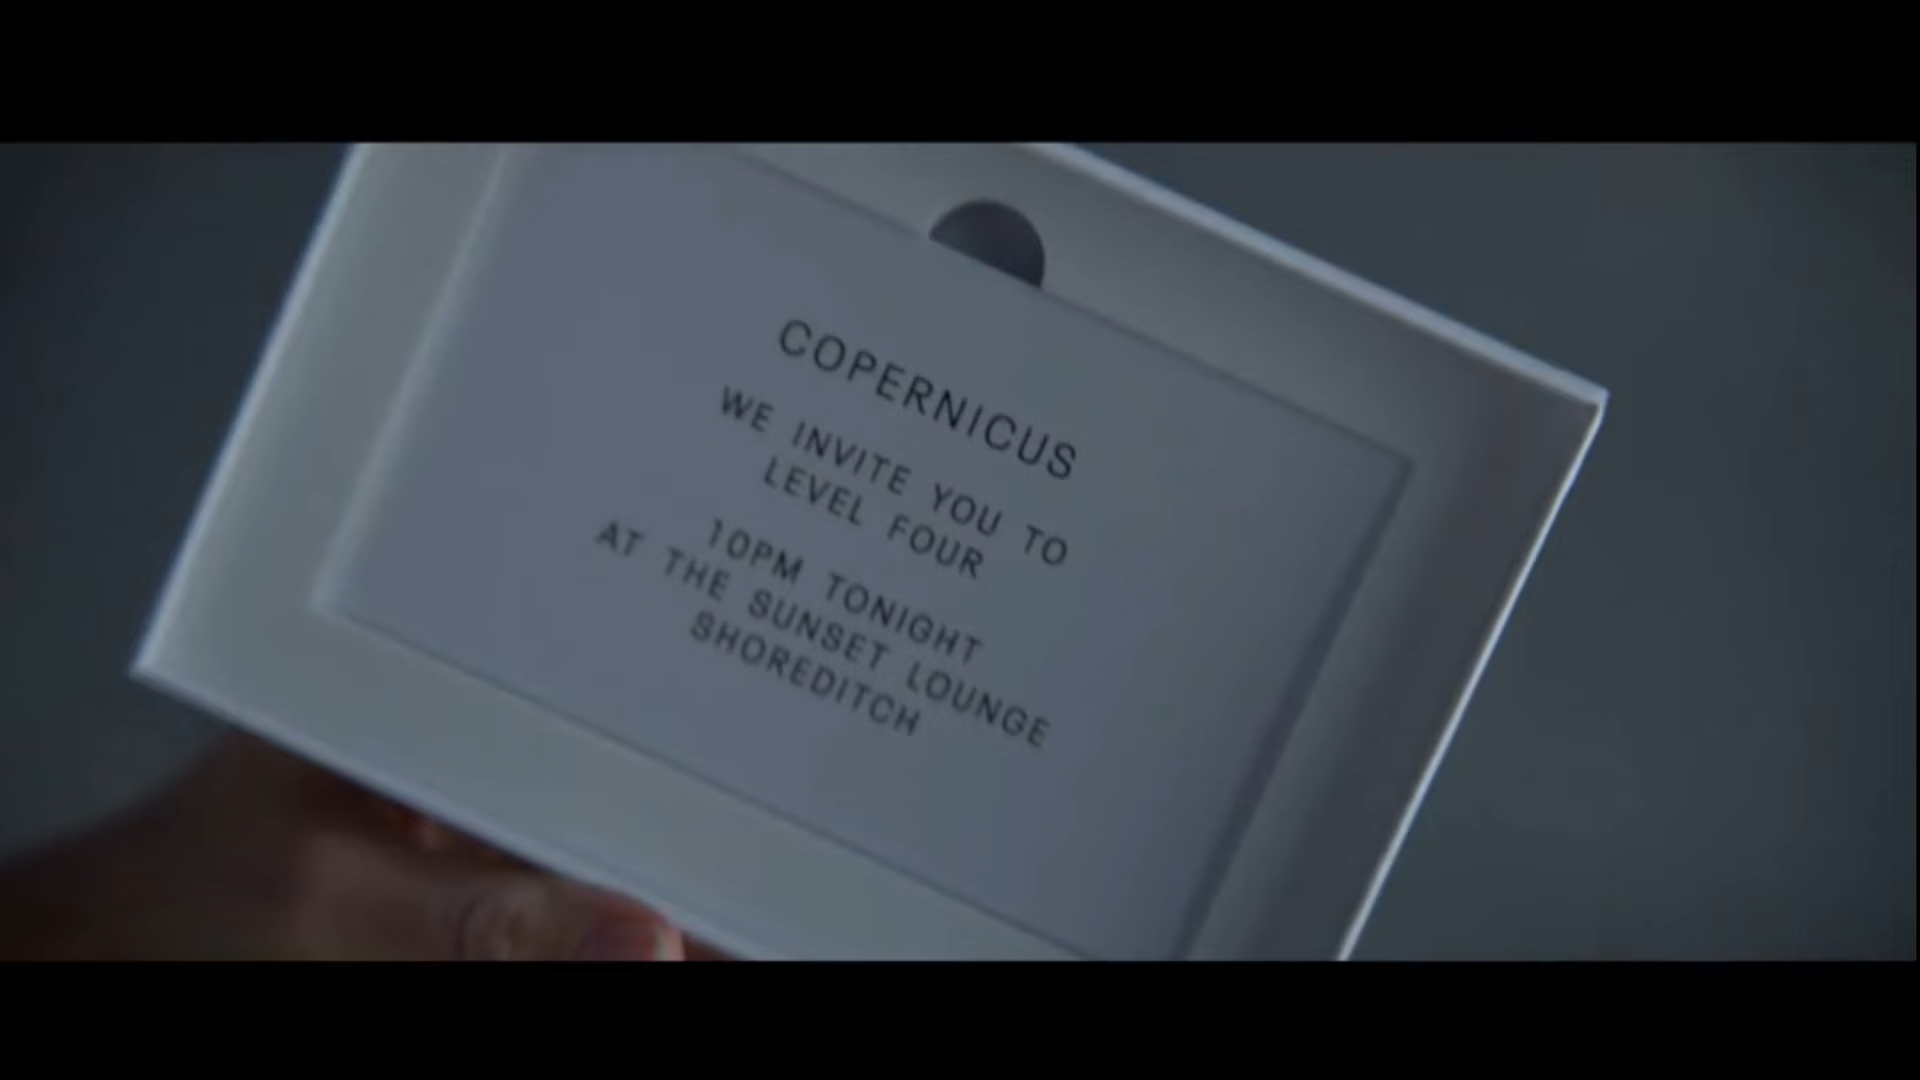 COPERNICUS
WE INVITE YOU TO
LEVEL FOUR
10PM TONIGHT
AT THE SUNSET LOUNGE
SHOREDITCH